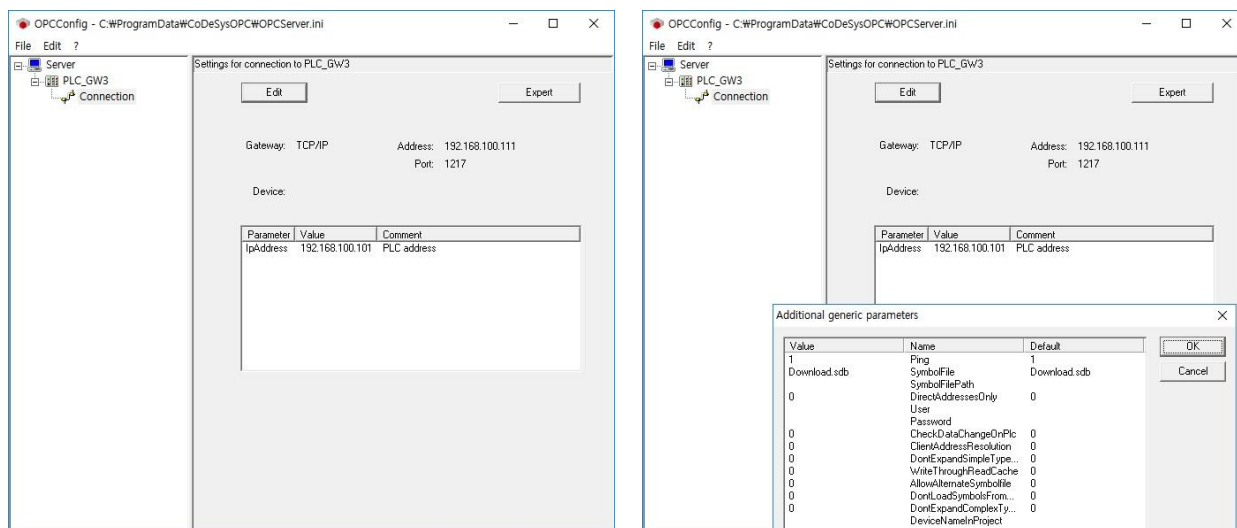 OPCConfig - C:₩ProgramData₩CoDeSysOPC₩OPCServer.ini
File Edit ?
Server
PLC_GW3
Connection
Settings for connection to PLC_GW3
Edit
Expert
Gateway: TCP/IP
Address: 192.168.100.111
Port: 1217
Device:
Parameter Value Comment
IpAddress 192.168.100.101 PLC address
OPCConfig - C:₩ProgramData₩CoDeSysOPC₩OPCServer.ini
File Edit ?
Server
PLC_GW3
Connection
Settings for connection to PLC_GW3
Edit
Expert
Gateway: TCP/IP
Address: 192.168.100.111
Port: 1217
Device:
Parameter Value Comment
IpAddress 192.168.100.101 PLC address
Additional generic parameters
Value Name Default
1 Ping 1
Download.sdb SymbolFile Download.sdb
SymbolFilePath
0 DirectAddressesOnly 0
User
Password
0 CheckDataChangeOnPlc 0
0 ClientAddressResolution 0
0 DontExpandSimpleType... 0
0 WriteThroughReadCache 0
0 AllowAlternateSymbolfile 0
0 DontLoadSymbolsFrom... 0
0 DontExpandComplexTy... 0
DeviceNameInProject
OK
Cancel